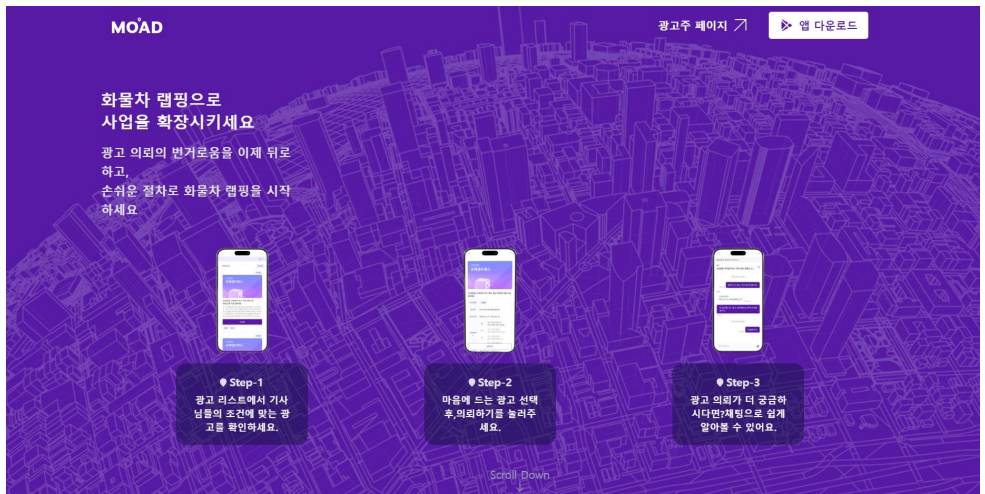 MOAD
광고주 페이지
앱 다운로드
화물차 랩핑으로
사업을 확장시키세요
광고 의뢰의 번거로움을 이제 뒤로
하고,
손쉬운 절차로 화물차 랩핑을 시작
하세요
Step-1
광고 리스트에서 기사
님들의 조건에 맞는 광
고를 확인하세요.
Step-2
마음에 드는 광고 선택
후,의뢰하기를 눌러주
세요.
Step-3
광고 의뢰가 더 궁금하
시다면?채팅으로 쉽게
알아볼 수 있어요.
Scroll Down